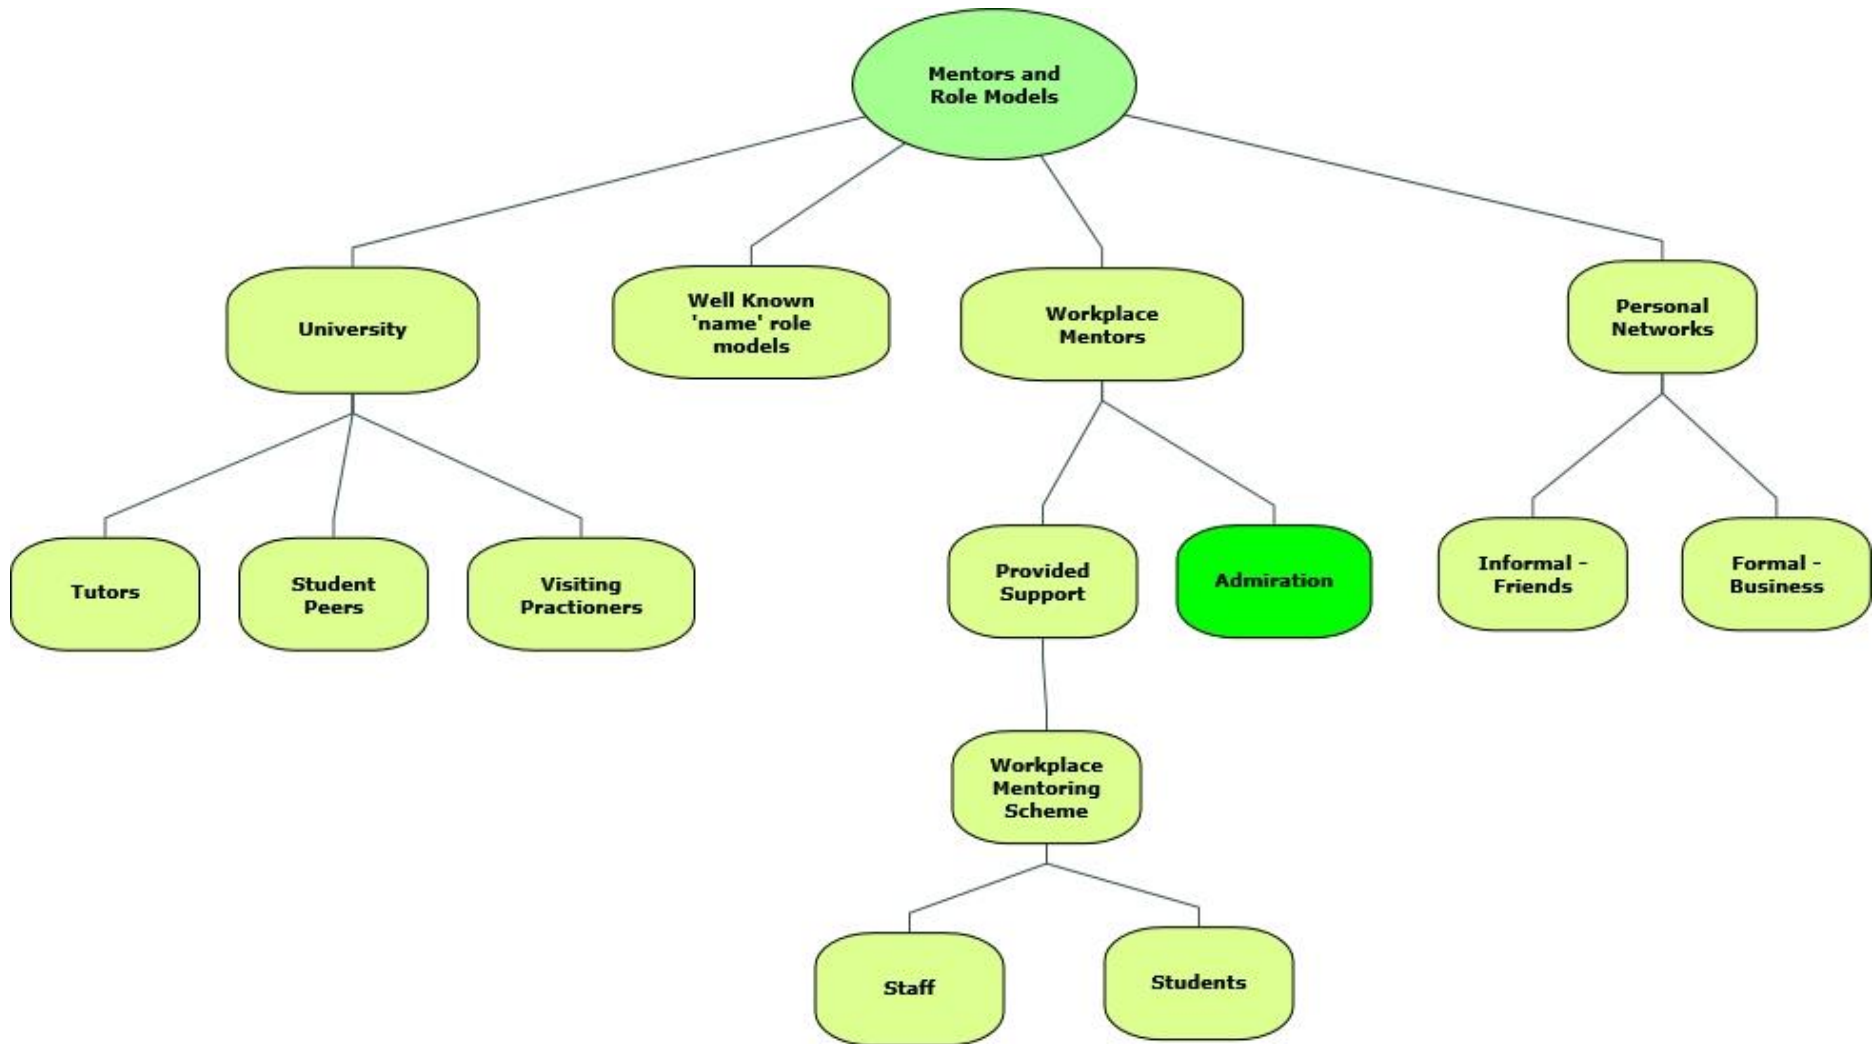 Mentors and
Role Models
University
Well Known
'name' role
models
Workplace
Mentors
Personal
Networks
Tutors
Student
Peers
Visiting
Practioners
Provided
Support
Admiration
Informal -
Friends
Formal -
Business
Workplace
Mentoring
Scheme
Staff
Students